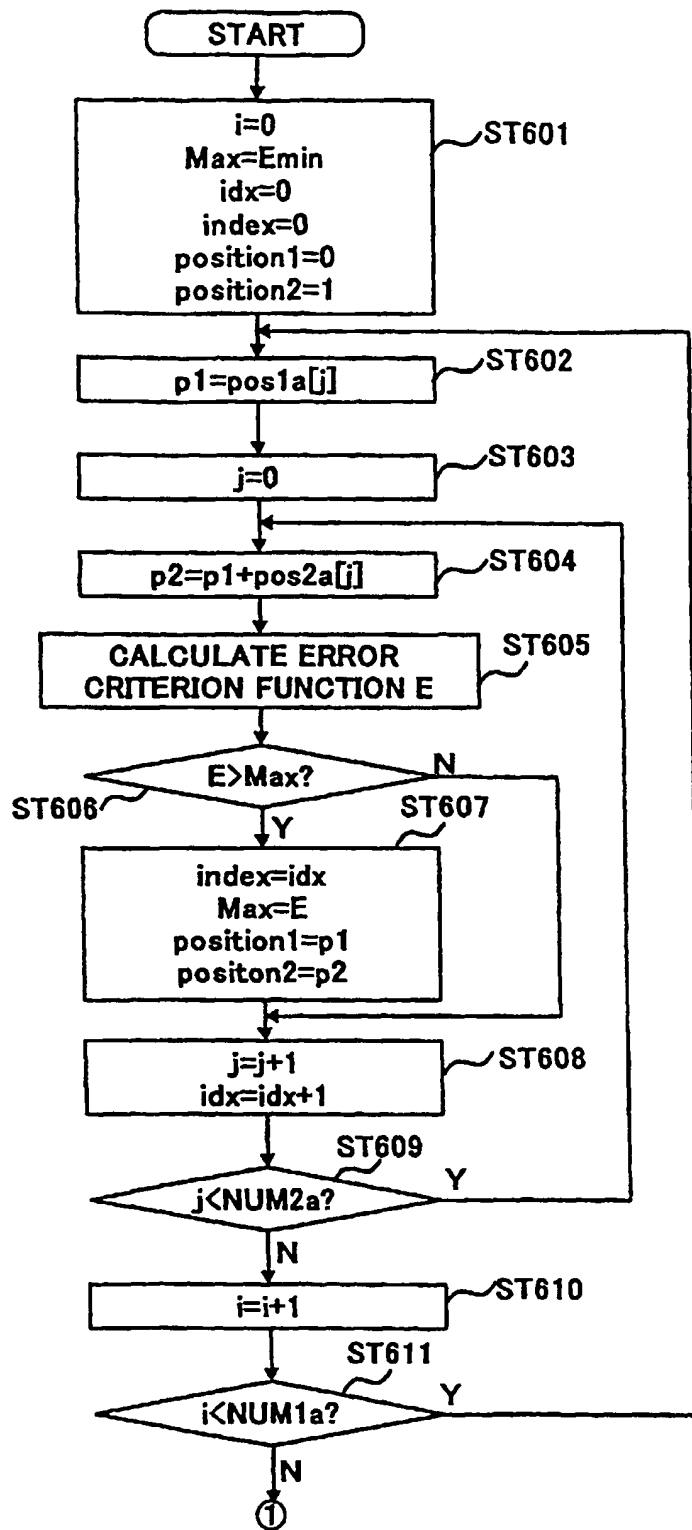 START
i=0
Max=Emin
idx=0
index=0
position1=0
position2=1
ST601
p1=pos1a[j]
ST602
j=0
ST603
p2=p1+pos2a[j]
ST604
CALCULATE ERROR
CRITERION FUNCTION E
ST605
E>Max?
N
ST606
Y
ST607
index=idx
Max=E
position1=p1
positon2=p2
j=j+1
idx=idx+1
ST608
ST609
j<NUM2a?
Y
N
i=i+1
ST610
ST611
i<NUM1a?
Y
N
1